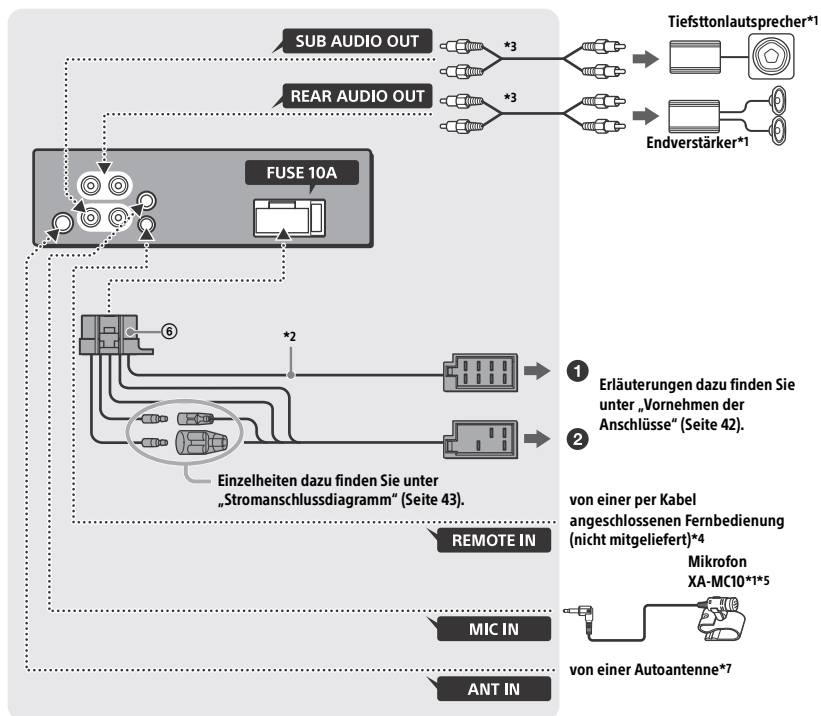 Tiefsttonlautsprecher*1
SUB AUDIO OUT
*3
REAR AUDIO OUT
*3
Endverstärker*1
FUSE 10A
⑥
*2
❶
Erläuterungen dazu finden Sie
unter „Vornehmen der
Anschlüsse“ (Seite 42).
❷
Einzelheiten dazu finden Sie unter
„Stromanschlussdiagramm“ (Seite 43).
von einer per Kabel
angeschlossenen Fernbedienung
(nicht mitgeliefert)*4
REMOTE IN
Mikrofon
XA-MC10*1*5
MIC IN
von einer Autoantenne*7
ANT IN